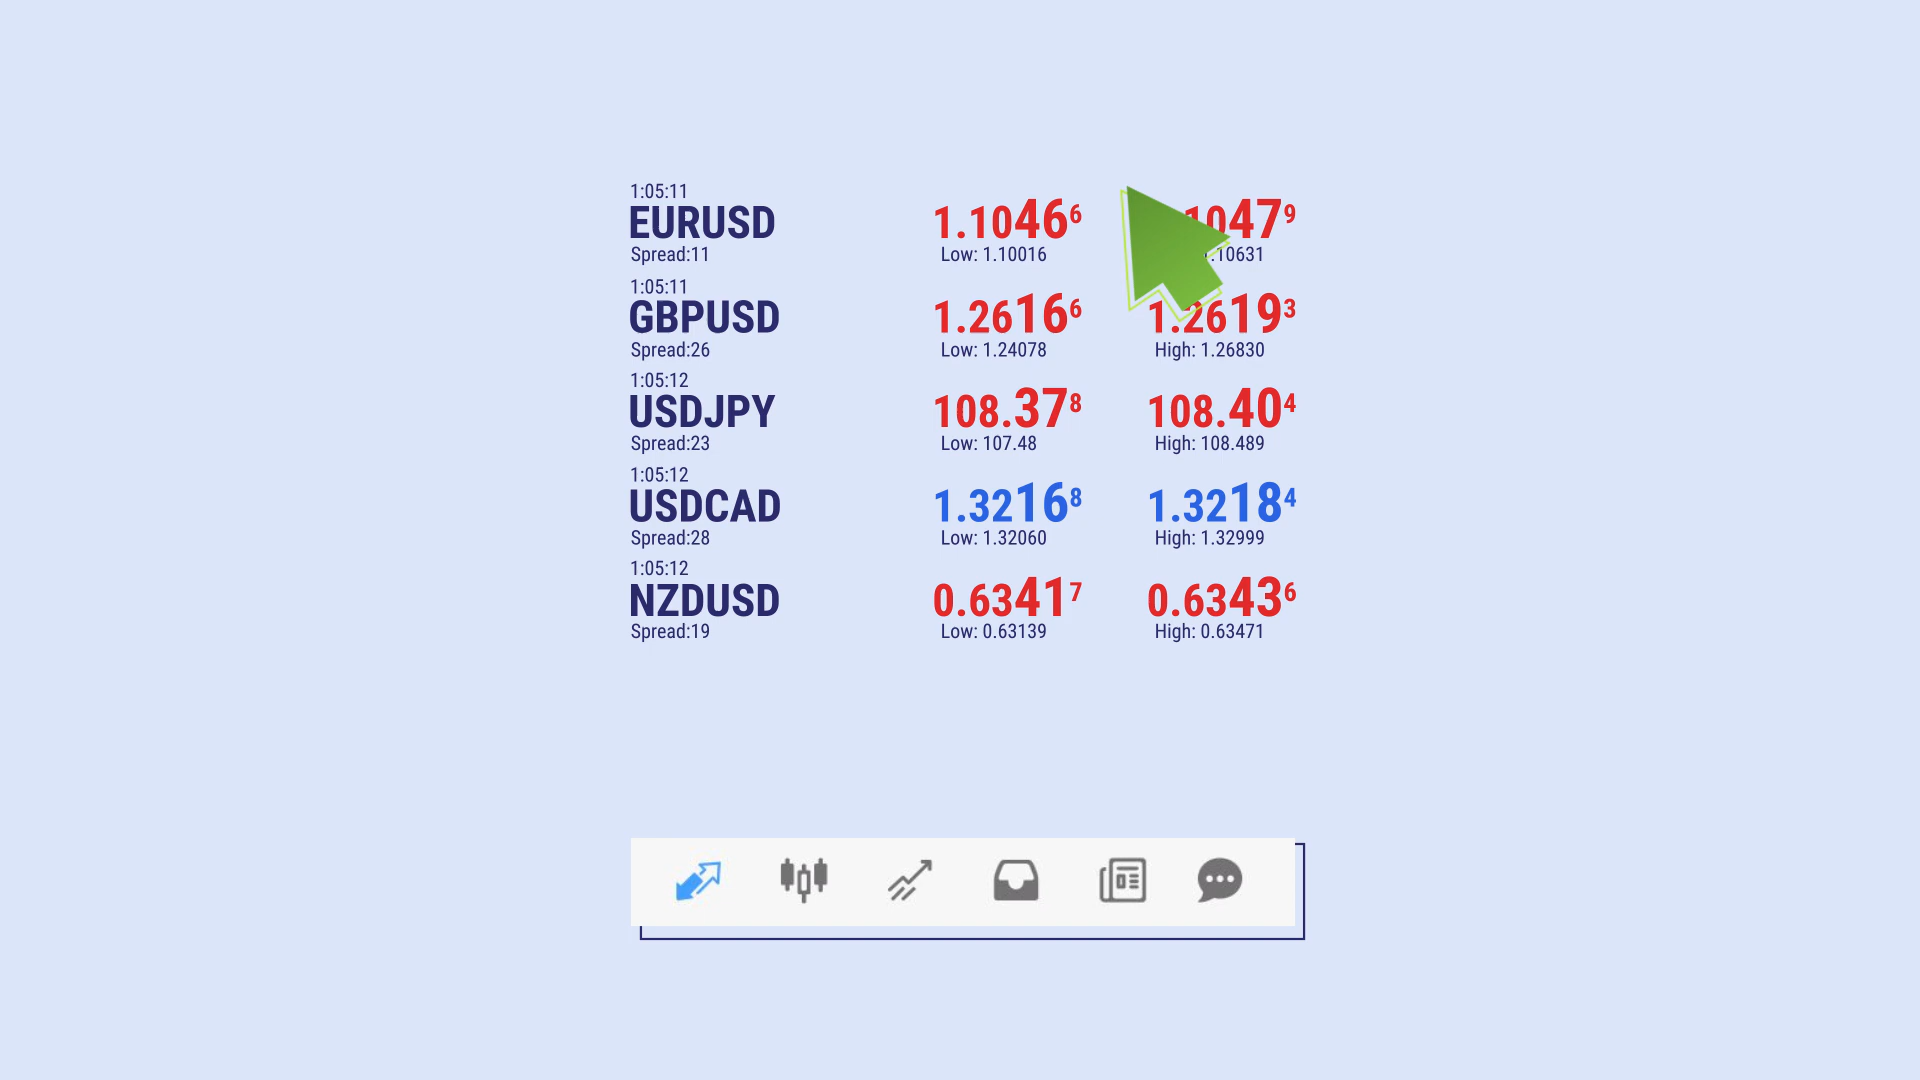 1:05:11
EURUSD 1.10466 10479
Spread:11 Low: 1.10016 .10631
1:05:11
GBPUSD 1.26166 1.26193
Spread:26 Low: 1.24078 High: 1.26830
1:05:12
USDJPY 108.378 108.404
Spread:23 Low: 107.48 High: 108.489
1:05:12
USDCAD 1.32168 1.32184
Spread:28 Low: 1.32060 High: 1.32999
1:05:12
NZDUSD 0.63417 0.63436
Spread:19 Low: 0.63139 High: 0.63471